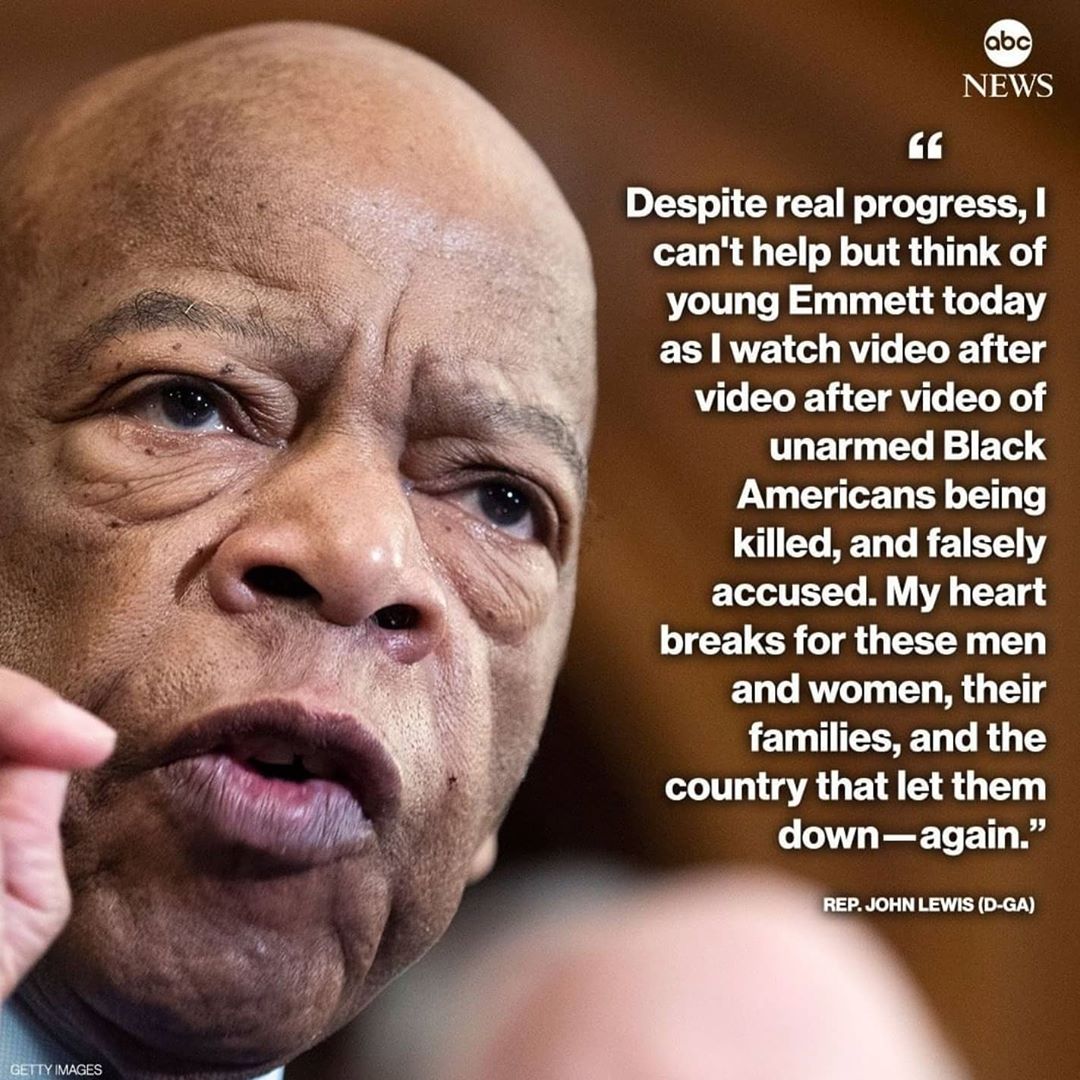 abc
NEWS
“
Despite real progress, I
can't help but think of
young Emmett today
as I watch video after
video after video of
unarmed Black
Americans being
killed, and falsely
accused. My heart
breaks for these men
and women, their
families, and the
country that let them
down—again.”
REP. JOHN LEWIS (D-GA)
GETTY IMAGES